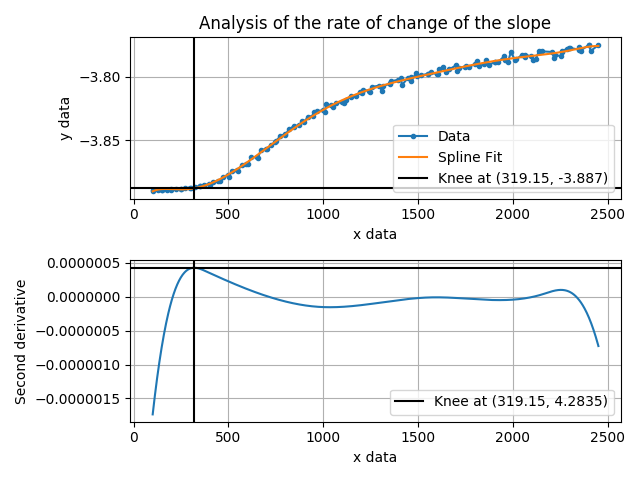 Analysis of the rate of change of the slope
y data
−3.80
−3.85
Data
Spline Fit
Knee at (319.15, -3.887)
0
500
1000
1500
2000
2500
x data
Second derivative
0.0000005
0.0000000
−0.0000005
−0.0000010
−0.0000015
Knee at (319.15, 4.2835)
0
500
1000
1500
2000
2500
x data